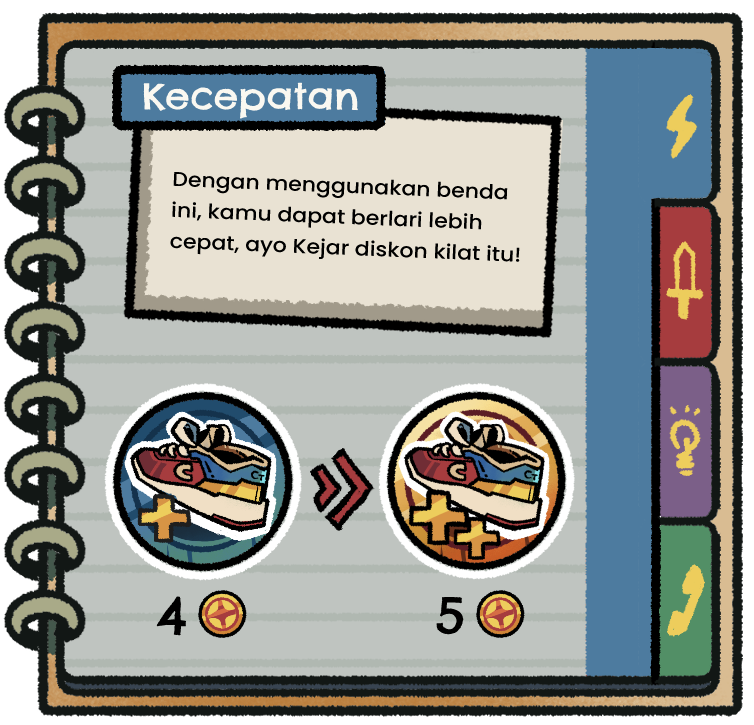 Kecepatan
Dengan menggunakan benda
ini, kamu dapat berlari lebih
cepat, ayo Kejar diskon kilat itu!
4
5